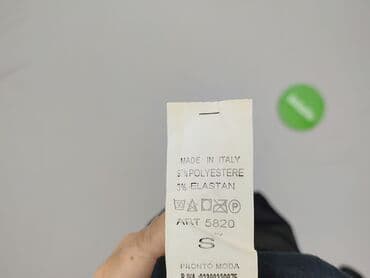 MADE IN ITALY
POLYESTERE
3% ELASTAN
ART 5820
S
PRONTO MODA